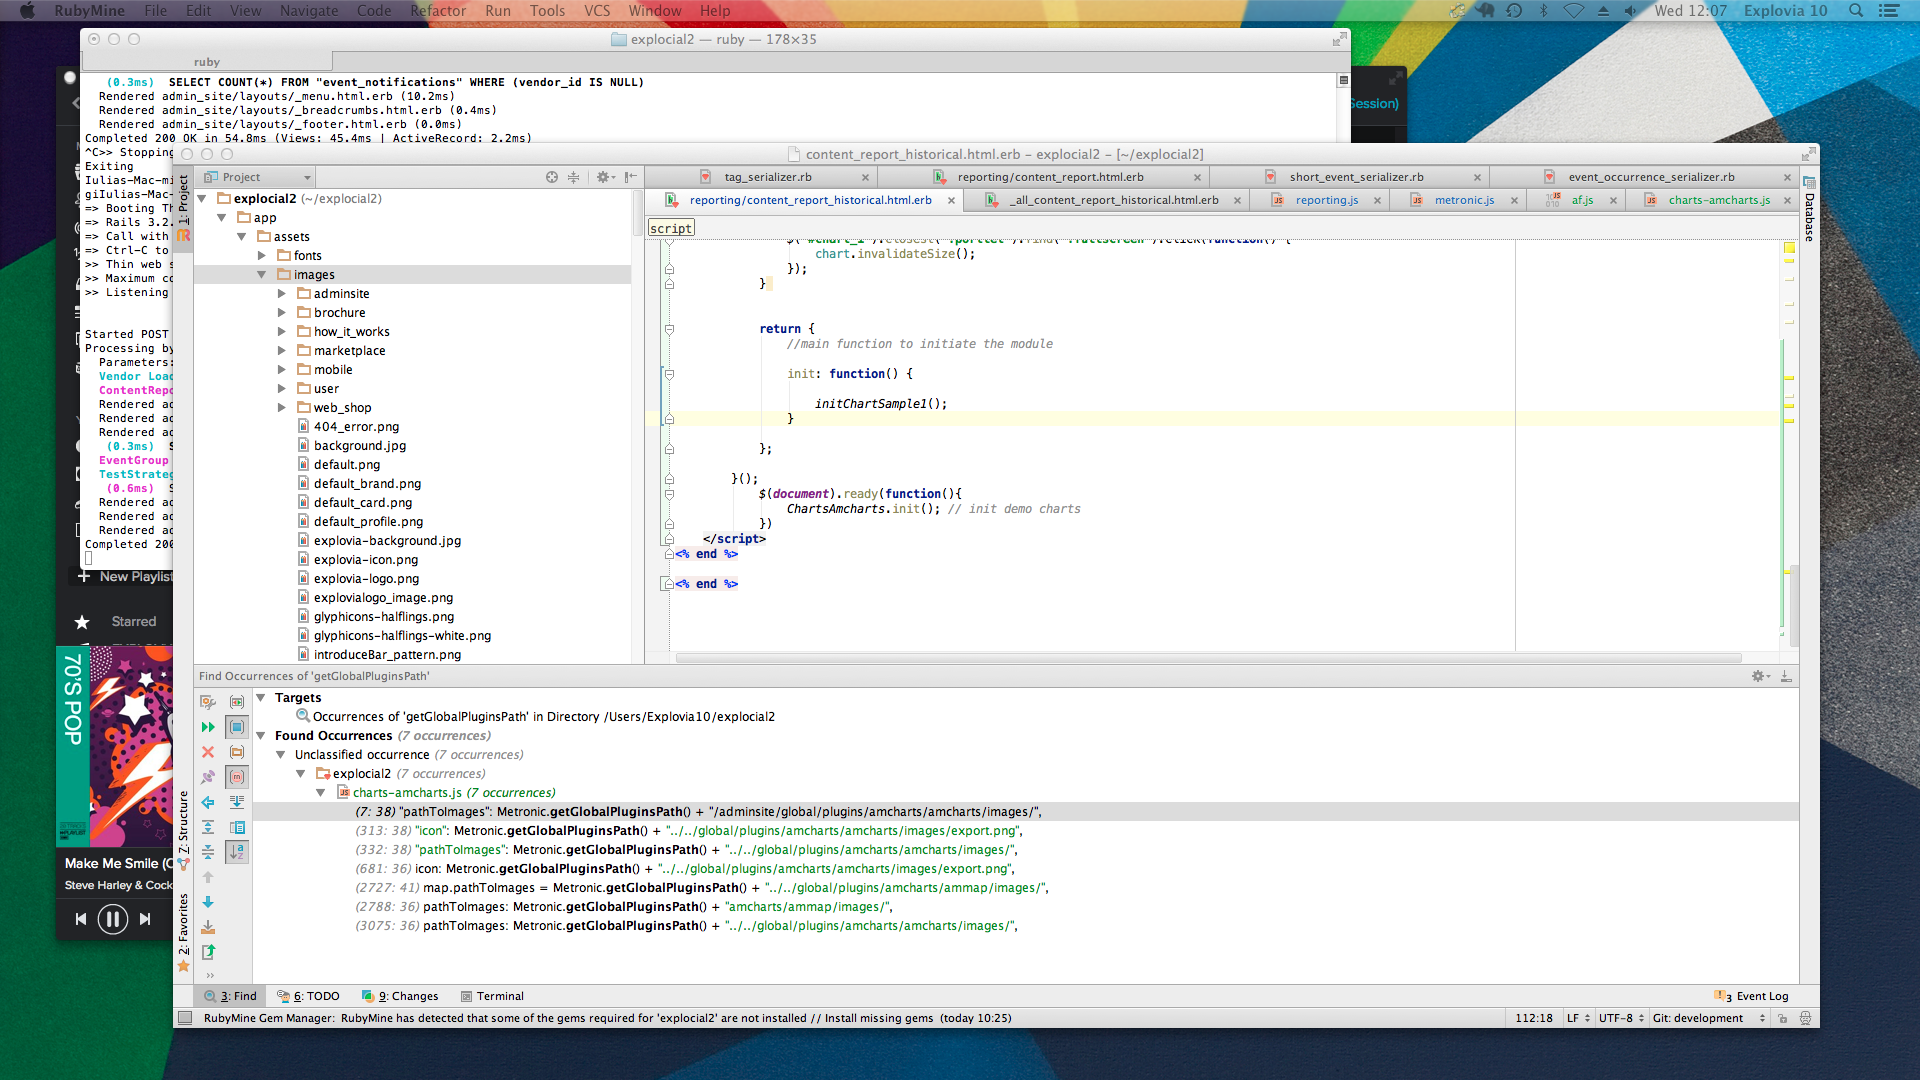 RubyMine File Edit View Navigate Code Refactor Run Tools VCS Window Help
Wed 12:07 Explovia 10
explocial2 — ruby — 178×35
ruby
(0.3ms) SELECT COUNT(*) FROM "event_notifications" WHERE (vendor_id IS NULL)
Rendered admin_site/layouts/_menu.html.erb (10.2ms)
Rendered admin_site/layouts/_breadcrumbs.html.erb (0.4ms)
Rendered admin_site/layouts/_footer.html.erb (0.0ms)
Completed 200 OK in 54.8ms (Views: 45.4ms | ActiveRecord: 2.2ms)
^C>> Stopping
Exiting
Iulias-Mac-mi
giIulias-Mac-
=> Booting Th
=> Rails 3.2.
=> Call with
=> Ctrl-C to
>> Thin web s
>> Maximum co
>> Listening
Started POST
Processing by
Parameters:
Vendor Load
ContentRepo
Rendered ad
Rendered ad
Rendered ad
(0.3ms) S
EventGroup
TestStrateg
(0.6ms) S
Rendered ad
Rendered ad
Rendered ad
Completed 200
Session)
New Playlist
Starred
70'S POP
Make Me Smile (C
Steve Harley & Cock
content_report_historical.html.erb - explocial2 - [~/explocial2]
1: Project
7: Structure
2: Favorites
Database
Project
explocial2 (~/explocial2)
app
assets
fonts
images
adminsite
brochure
how_it_works
marketplace
mobile
user
web_shop
404_error.png
background.jpg
default.png
default_brand.png
default_card.png
default_profile.png
explovia-background.jpg
explovia-icon.png
explovia-logo.png
explovialogo_image.png
glyphicons-halflings.png
glyphicons-halflings-white.png
introduceBar_pattern.png
tag_serializer.rb
reporting/content_report.html.erb
short_event_serializer.rb
event_occurrence_serializer.rb
reporting/content_report_historical.html.erb
_all_content_report_historical.html.erb
reporting.js
metronic.js
af.js
charts-amcharts.js
script
$('#chart_1').closest('.portlet').find('.fullscreen').click(function() {
chart.invalidateSize();
});
}
return {
//main function to initiate the module
init: function() {
initChartSample1();
}
};
}();
$(document).ready(function(){
ChartsAmcharts.init(); // init demo charts
})
</script>
<% end %>
<% end %>
Find Occurrences of 'getGlobalPluginsPath'
Targets
Occurrences of 'getGlobalPluginsPath' in Directory /Users/Explovia10/explocial2
Found Occurrences (7 occurrences)
Unclassified occurrence (7 occurrences)
explocial2 (7 occurrences)
charts-amcharts.js (7 occurrences)
(7: 38) "pathToImages": Metronic.getGlobalPluginsPath() + "/adminsite/global/plugins/amcharts/amcharts/images/",
(313: 38) "icon": Metronic.getGlobalPluginsPath() + "../../global/plugins/amcharts/amcharts/images/export.png",
(332: 38) "pathToImages": Metronic.getGlobalPluginsPath() + "../../global/plugins/amcharts/amcharts/images/",
(681: 36) icon: Metronic.getGlobalPluginsPath() + "../../global/plugins/amcharts/amcharts/images/export.png",
(2727: 41) map.pathToImages = Metronic.getGlobalPluginsPath() + "../../global/plugins/amcharts/ammap/images/",
(2788: 36) pathToImages: Metronic.getGlobalPluginsPath() + "amcharts/ammap/images/",
(3075: 36) pathToImages: Metronic.getGlobalPluginsPath() + "../../global/plugins/amcharts/amcharts/images/",
3: Find 6: TODO 9: Changes Terminal
3 Event Log
RubyMine Gem Manager: RubyMine has detected that some of the gems required for 'explocial2' are not installed // Install missing gems (today 10:25)
112:18 LF UTF-8 Git: development